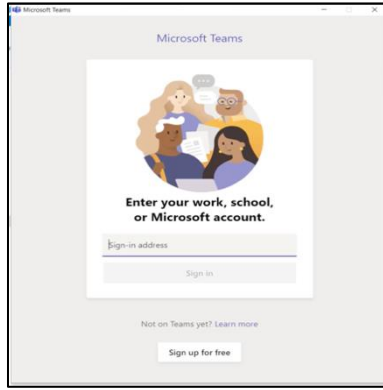 Microsoft Teams
Microsoft Teams
Enter your work, school,
or Microsoft account.
Sign-in address
Sign in
Not on Teams yet? Learn more
Sign up for free